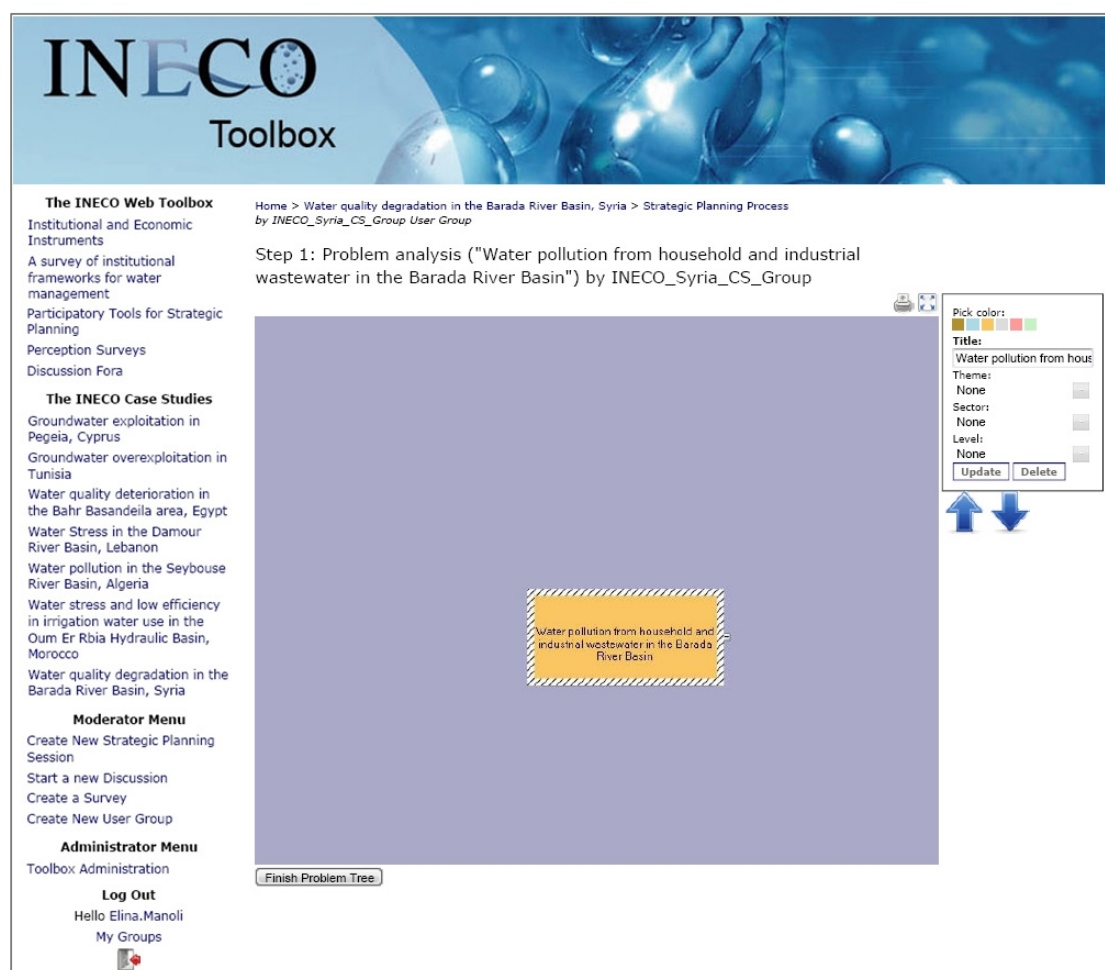 INECO
Toolbox
The INECO Web Toolbox
Institutional and Economic
Instruments
A survey of institutional
frameworks for water
management
Participatory Tools for Strategic
Planning
Perception Surveys
Discussion Fora
The INECO Case Studies
Groundwater exploitation in
Pegeia, Cyprus
Groundwater overexploitation in
Tunisia
Water quality deterioration in
the Bahr Basandeila area, Egypt
Water Stress in the Damour
River Basin, Lebanon
Water pollution in the Seybouse
River Basin, Algeria
Water stress and low efficiency
in irrigation water use in the
Oum Er Rbia Hydraulic Basin,
Morocco
Water quality degradation in the
Barada River Basin, Syria
Moderator Menu
Create New Strategic Planning
Session
Start a new Discussion
Create a Survey
Create New User Group
Administrator Menu
Toolbox Administration
Log Out
Hello Elina.Manoli
My Groups
Home > Water quality degradation in the Barada River Basin, Syria > Strategic Planning Process
by INECO_Syria_CS_Group User Group
Step 1: Problem analysis ("Water pollution from household and industrial
wastewater in the Barada River Basin") by INECO_Syria_CS_Group
Water pollution from household and
industrial wastewater in the Barada
River Basin
Finish Problem Tree
Pick color:
Title:
Water pollution from hous
Theme:
None
Sector:
None
Level:
None
Update Delete